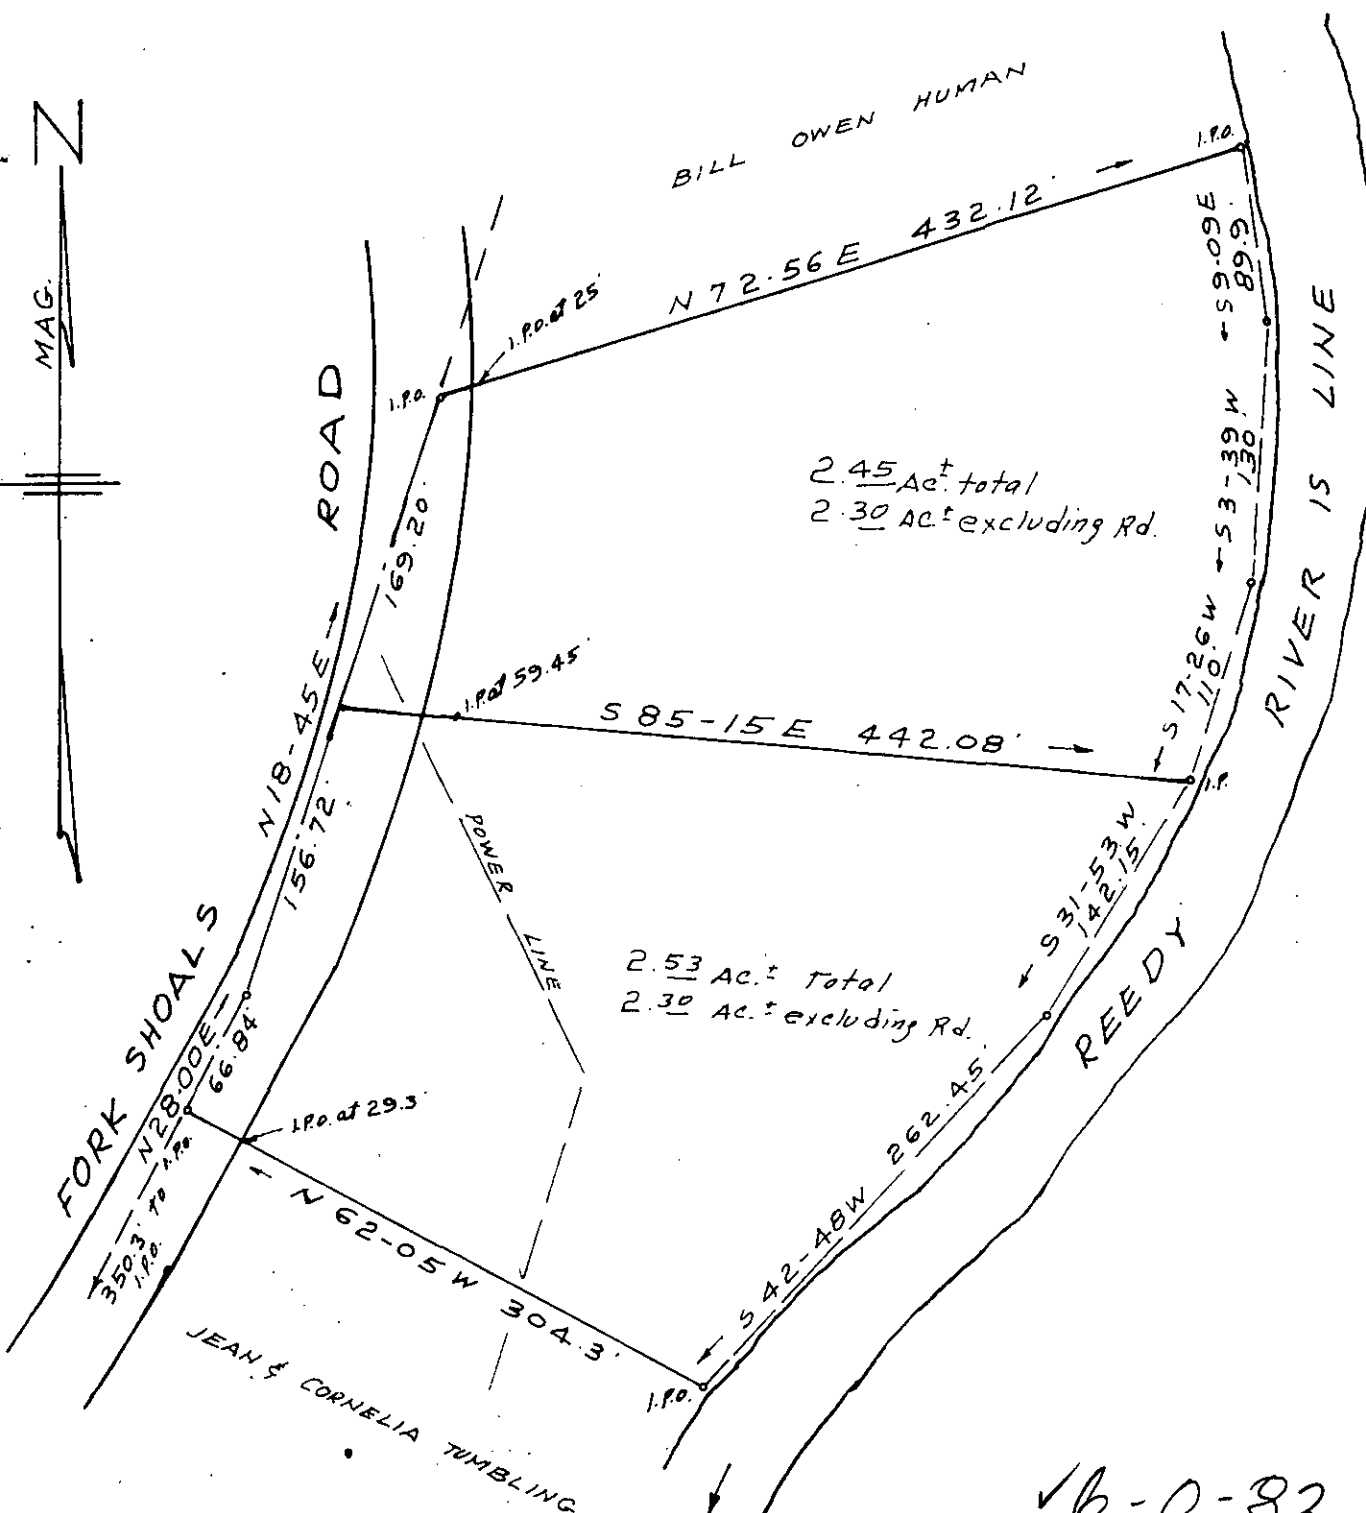 N
MAG.
BILL OWEN HUMAN
I.P.O.
N 72.56 E 432.12'
I.P.O. at 25'
I.P.O.
S 9-09 E
89.9'
ROAD
169.20'
2.45 Ac.± total
2.30 Ac.± excluding Rd.
S 3-39 W
130'
RIVER IS LINE
S 17-26 W
110'
N 18-45 E
I.P. at 59.45'
S 85-15 E 442.08'
I.P.
156.72'
POWER LINE
S 31-53 W
142.15'
2.53 Ac.± Total
2.30 Ac.± excluding Rd.
FORK SHOALS
REEDY
N 28-00 E
66.84'
I.P.O. at 29.3'
I.P.O.
350.3' to
I.P.O.
N 62-05 W 304.3'
S 42-48 W 262.45'
I.P.O.
JEAN & CORNELIA TUMBLING